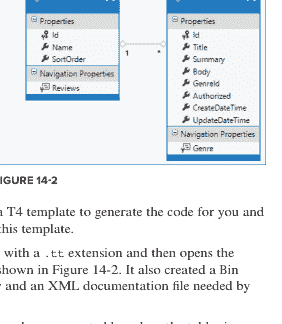 Properties
Id
Name
SortOrder
Navigation Properties
Reviews
1
*
Properties
Id
Title
Summary
Body
GenreId
Authorized
CreateDateTime
UpdateDateTime
Navigation Properties
Genre
IGURE 14-2
a T4 template to generate the code for you and
this template.
with a .tt extension and then opens the
shown in Figure 14-2. It also created a Bin
and an XML documentation file needed by